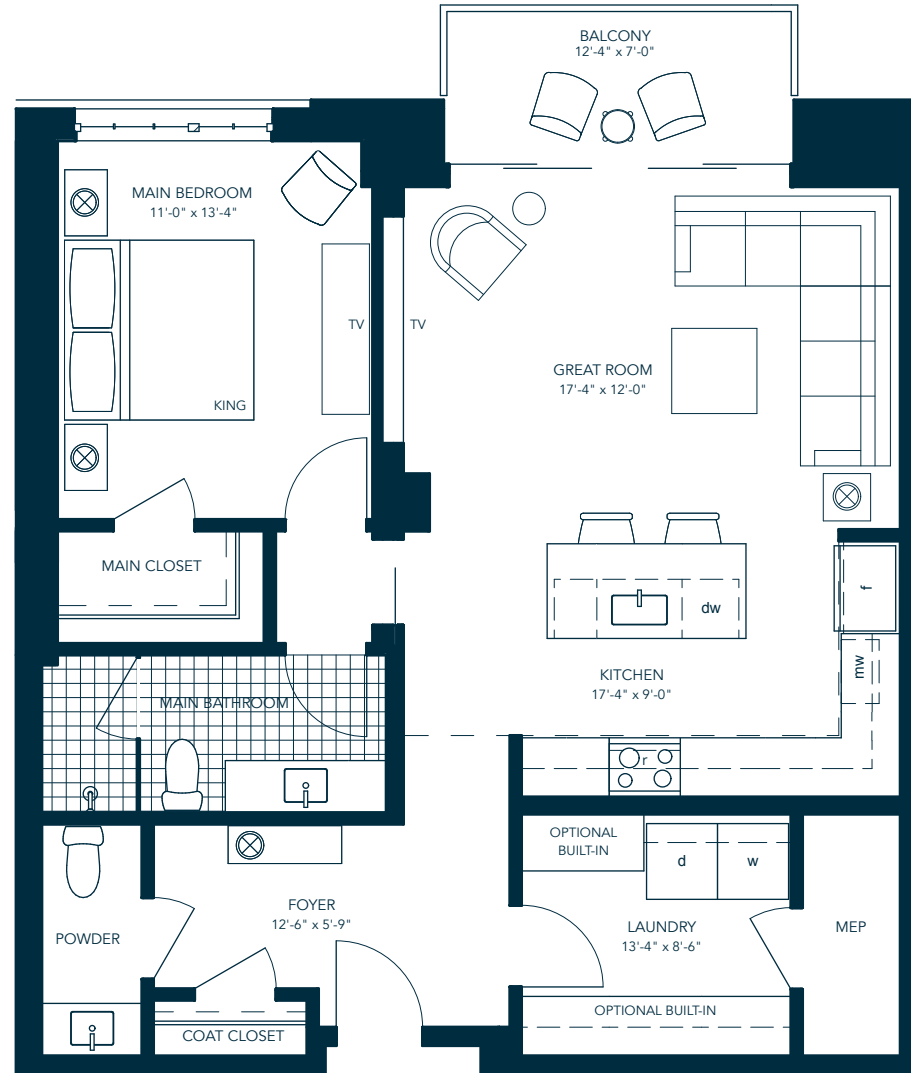 BALCONY
12'-4" x 7'-0"
MAIN BEDROOM
11'-0" x 13'-4"
TV
TV
KING
GREAT ROOM
17'-4" x 12'-0"
MAIN CLOSET
f
dw
mw
KITCHEN
17'-4" x 9'-0"
MAIN BATHROOM
r
OPTIONAL
BUILT-IN
d
w
FOYER
12'-6" x 5'-9"
POWDER
LAUNDRY
13'-4" x 8'-6"
MEP
OPTIONAL BUILT-IN
COAT CLOSET